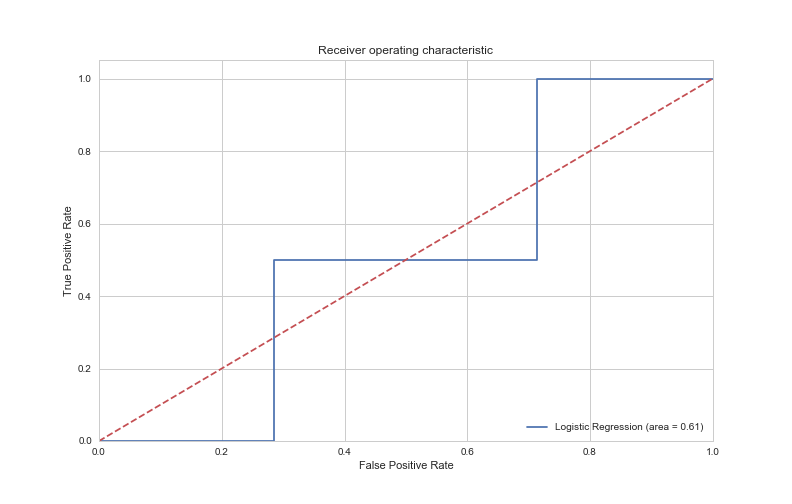 Receiver operating characteristic
True Positive Rate
1.0
0.8
0.6
0.4
0.2
0.0
Logistic Regression (area = 0.61)
0.0 0.2 0.4 0.6 0.8 1.0
False Positive Rate